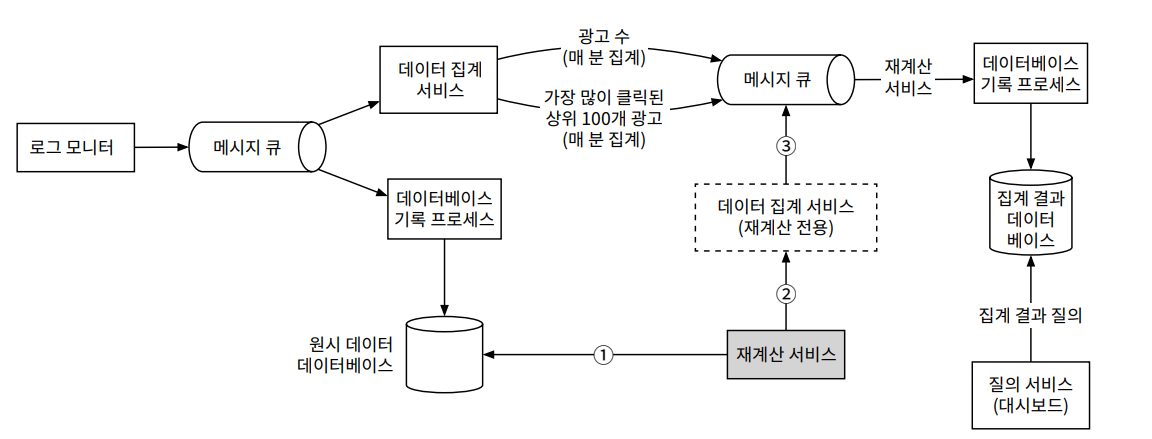 광고 수
(매 분 집계)
데이터 집계
서비스
메시지 큐
재계산
서비스
데이터베이스
기록 프로세스
가장 많이 클릭된
상위 100개 광고
(매 분 집계)
로그 모니터
메시지 큐
③
데이터베이스
기록 프로세스
데이터 집계 서비스
(재계산 전용)
집계 결과
데이터
베이스
②
집계 결과 질의
원시 데이터
데이터베이스
①
재계산 서비스
질의 서비스
(대시보드)